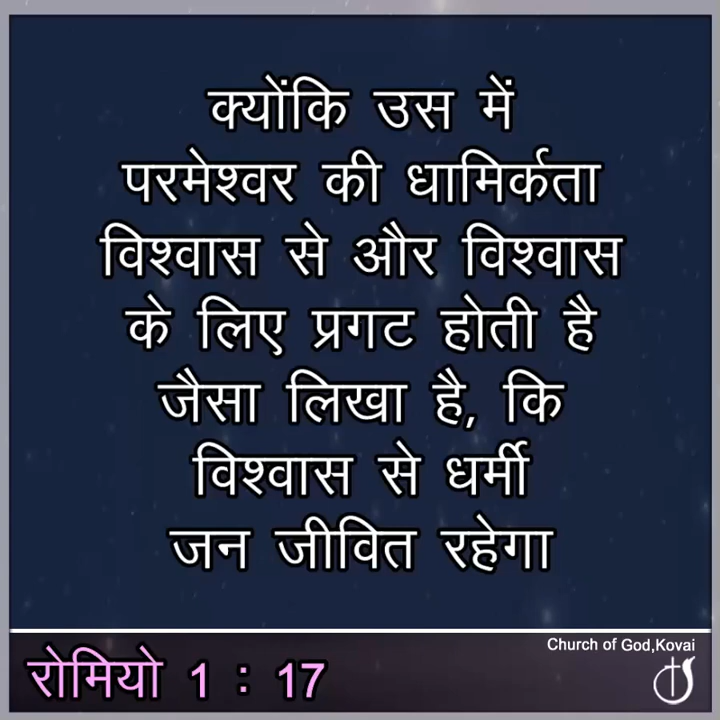 क्योंकि उस में
परमेश्वर की धामिर्कता
विश्वास से और विश्वास
के लिए प्रगट होती है
जैसा लिखा है, कि
विश्वास से धर्मी
जन जीवित रहेगा
Church of God,Kovai
रोमियो 1 : 17